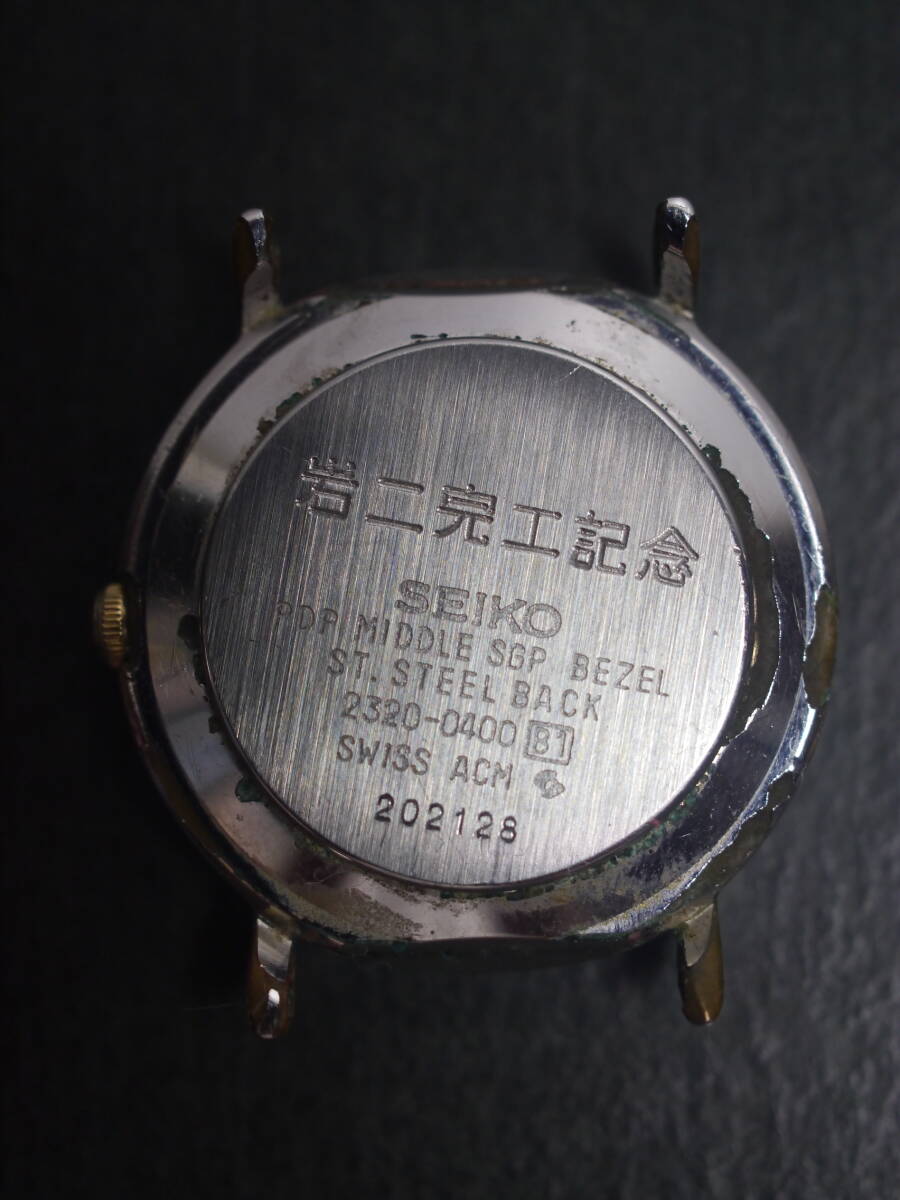 岩二完工記念
SEIKO
PDP MIDDLE SGP BEZEL
ST. STEEL BACK
2320-0400 B1
SWISS ACM
202128